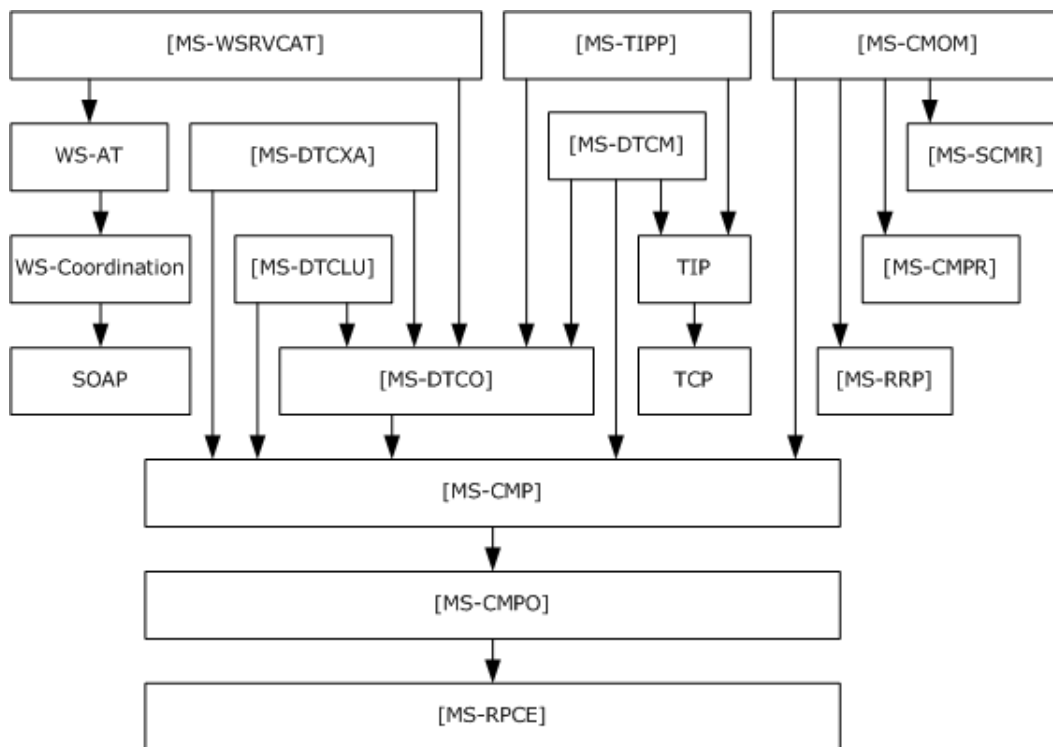 [MS-WSRVCAT]
[MS-TIPP]
[MS-CMOM]
WS-AT
[MS-DTCXA]
[MS-DTCM]
[MS-SCMR]
WS-Coordination
[MS-DTCLU]
TIP
[MS-CMPR]
SOAP
[MS-DTCO]
TCP
[MS-RRP]
[MS-CMP]
[MS-CMPO]
[MS-RPCE]